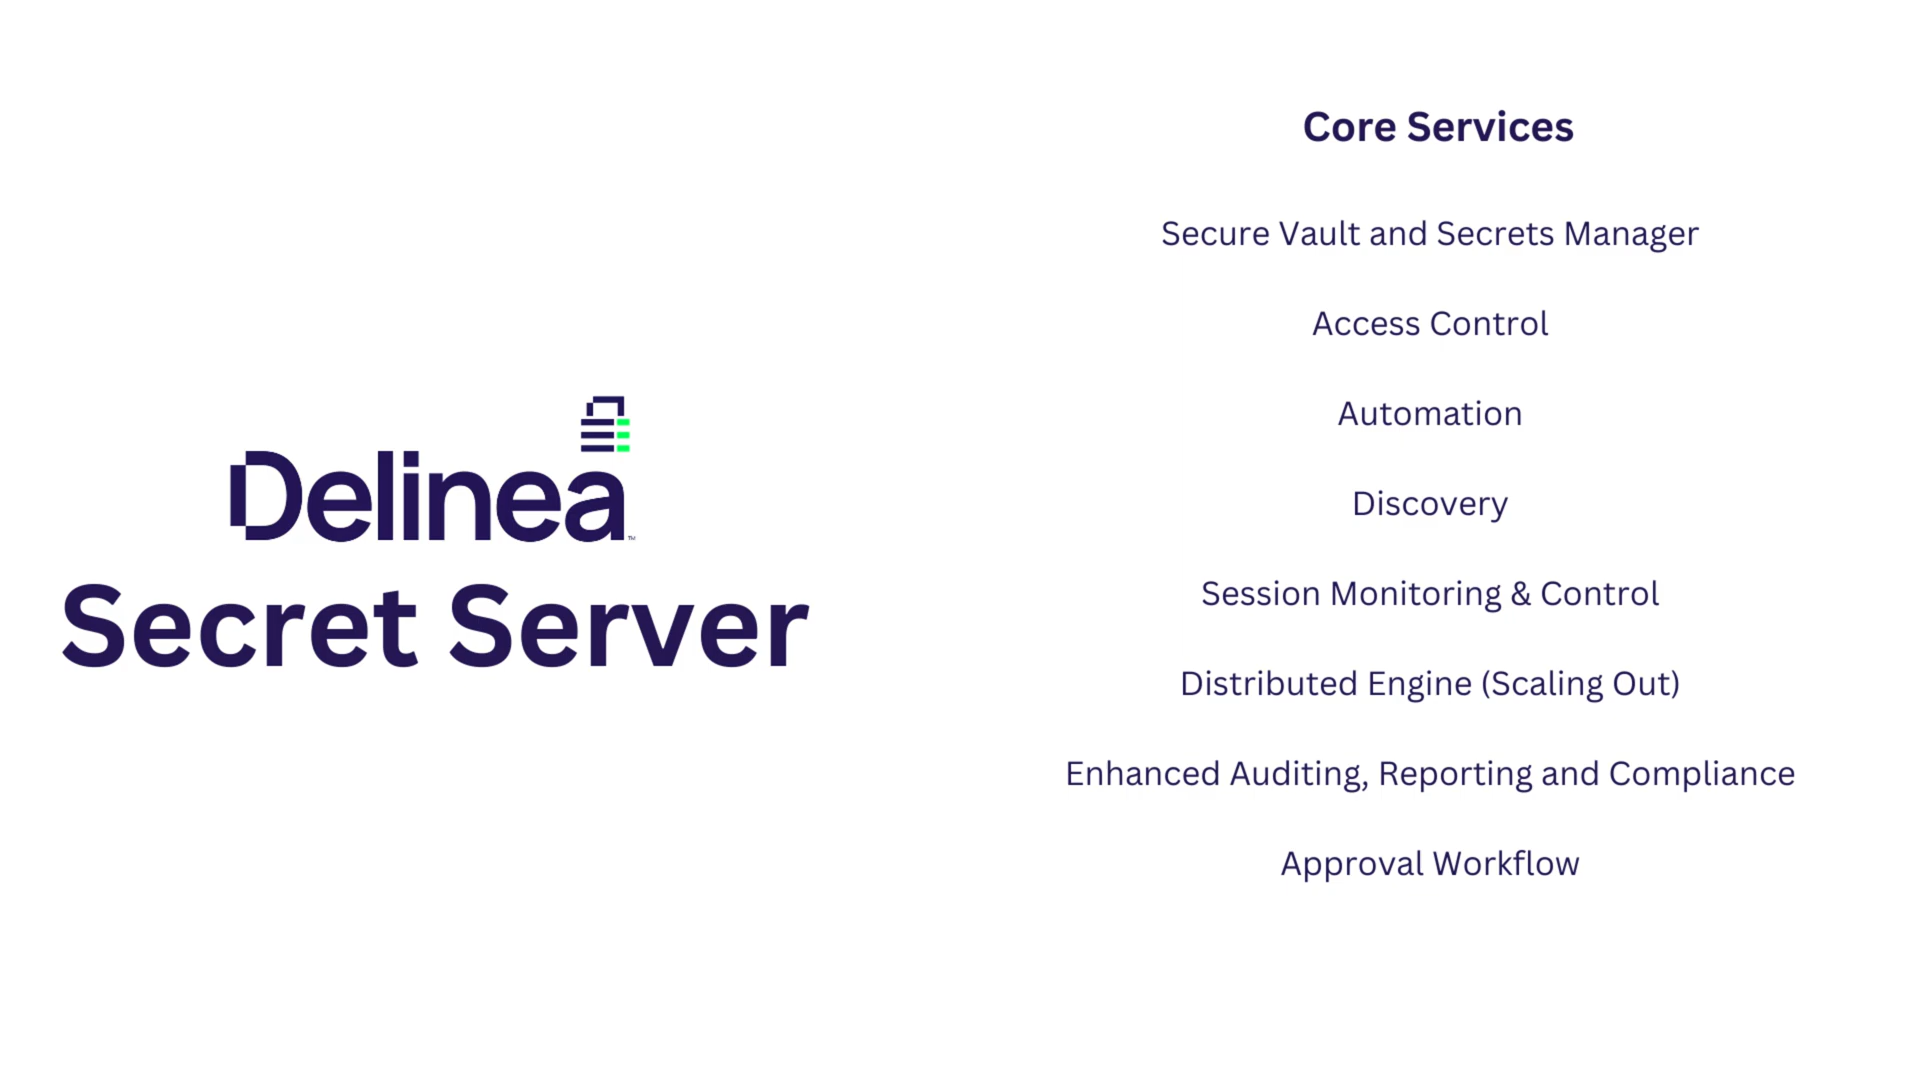 Delinea™
Secret Server
Core Services
Secure Vault and Secrets Manager
Access Control
Automation
Discovery
Session Monitoring & Control
Distributed Engine (Scaling Out)
Enhanced Auditing, Reporting and Compliance
Approval Workflow